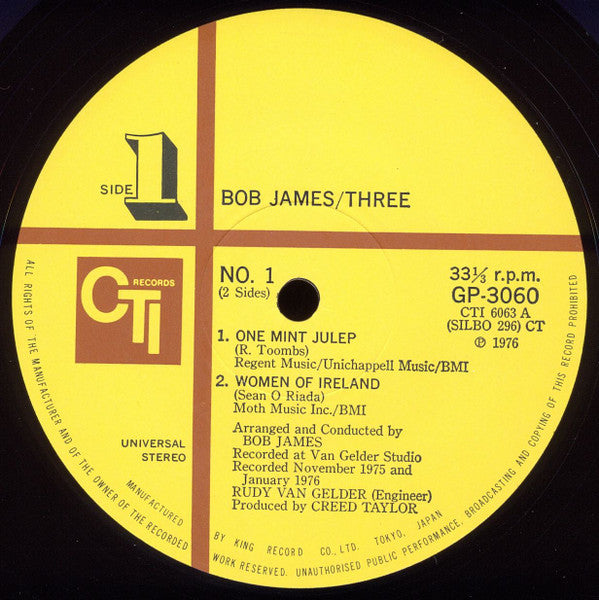 SIDE 1
BOB JAMES/THREE
CTI RECORDS
NO. 1
(2 Sides)
33⅓ r.p.m.
GP-3060
CTI 6063 A
(SILBO 296) CT
℗ 1976
1. ONE MINT JULEP
(R. Toombs)
Regent Music/Unichappell Music/BMI
2. WOMEN OF IRELAND
(Sean O Riada)
Moth Music Inc./BMI
Arranged and Conducted by
BOB JAMES
Recorded at Van Gelder Studio
Recorded November 1975 and
January 1976
RUDY VAN GELDER (Engineer)
Produced by CREED TAYLOR
UNIVERSAL
STEREO
MANUFACTURED BY KING RECORD CO., LTD. TOKYO, JAPAN
ALL RIGHTS OF THE MANUFACTURER AND OF THE OWNER OF THE RECORDED WORK RESERVED. UNAUTHORISED PUBLIC PERFORMANCE, BROADCASTING AND COPYING OF THIS RECORD PROHIBITED